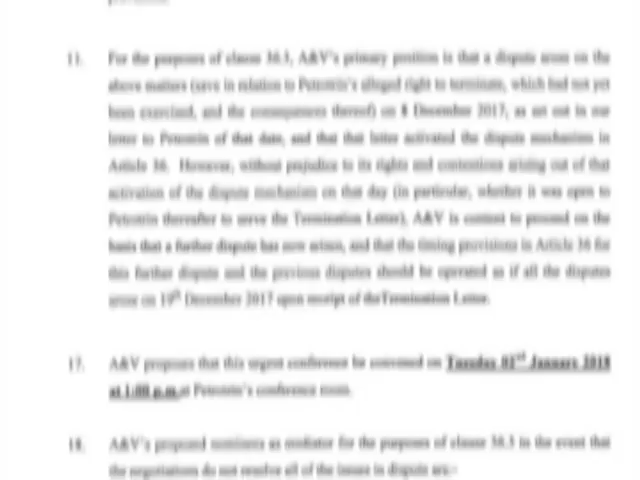 11. For the purposes of clause 36.3, A&V's primary position is that a dispute arose on the
above matters (save in relation to Petrotrin's alleged right to terminate, which had not yet
been exercised, and the consequences thereof) on 8 December 2017, as set out in our
letter to Petrotrin of that date, and that that letter activated the dispute mechanism in
Article 36. However, without prejudice to its rights and contentions arising out of that
activation of the dispute mechanism on that day (in particular, whether it was open to
Petrotrin thereafter to serve the Termination Letter), A&V is content to proceed on the
basis that a further dispute has now arisen, and that the timing provisions in Article 36 for
this further dispute and the previous disputes should be operated as if all the disputes
arose on 19th December 2017 upon receipt of theTermination Letter.
17. A&V proposes that this urgent conference be convened on Tuesday 02nd January 2018
at 1:00 p.m at Petrotrin's conference room.
18. A&V's proposed nominees as mediator for the purposes of clause 36.3 in the event that
the negotiations do not resolve all of the issues in dispute are:-